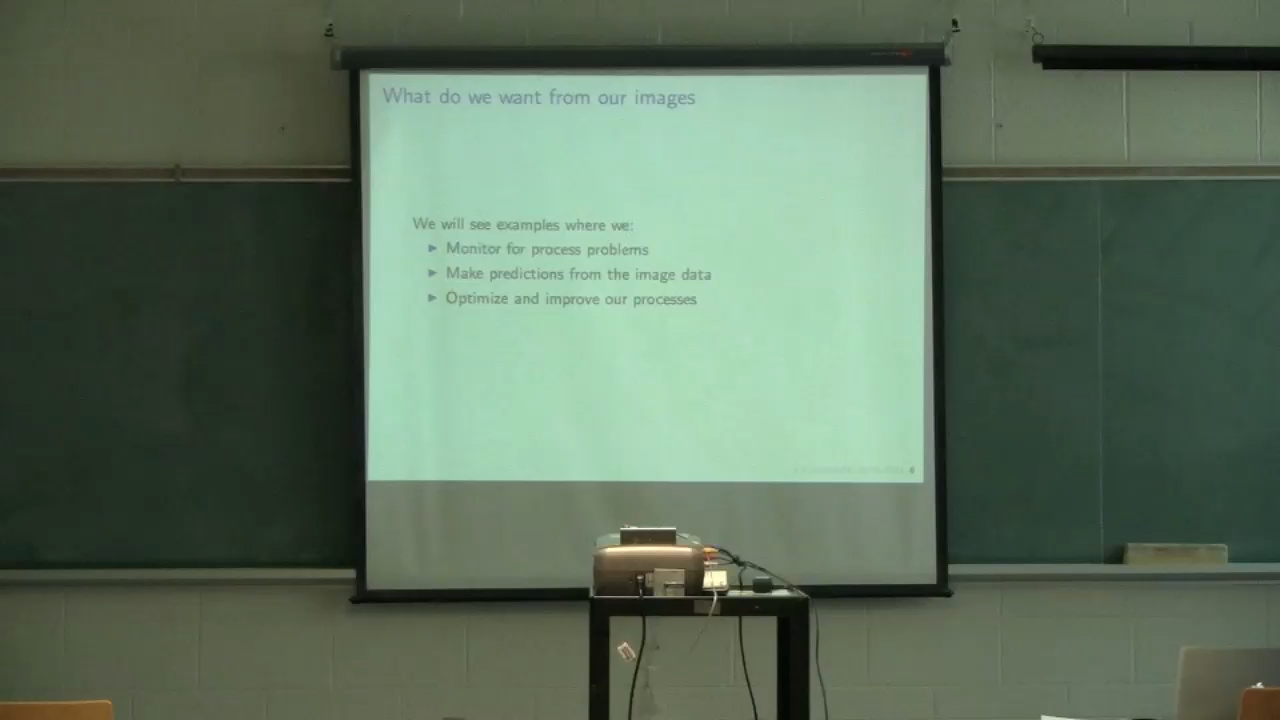 What do we want from our images
We will see examples where we:
Monitor for process problems
Make predictions from the image data
Optimize and improve our processes
6